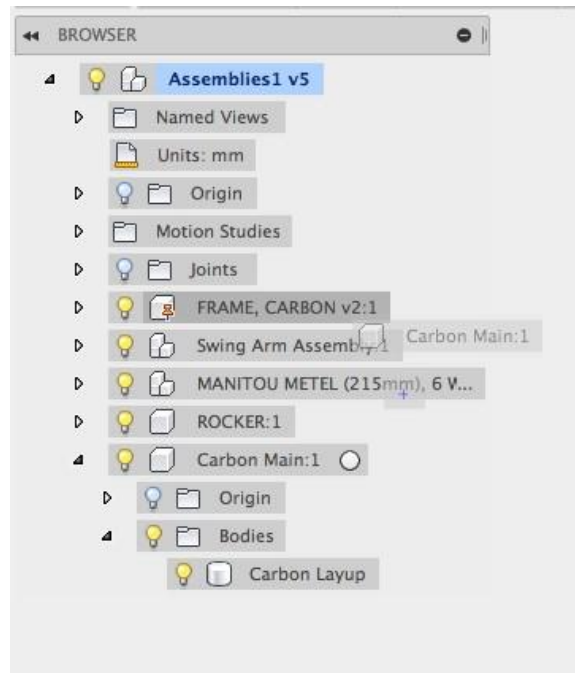 BROWSER
Assemblies1 v5
Named Views
Units: mm
Origin
Motion Studies
Joints
FRAME, CARBON v2:1
Carbon Main:1
Swing Arm Assembly:1
MANITOU METEL (215mm), 6 W...
ROCKER:1
Carbon Main:1
Origin
Bodies
Carbon Layup